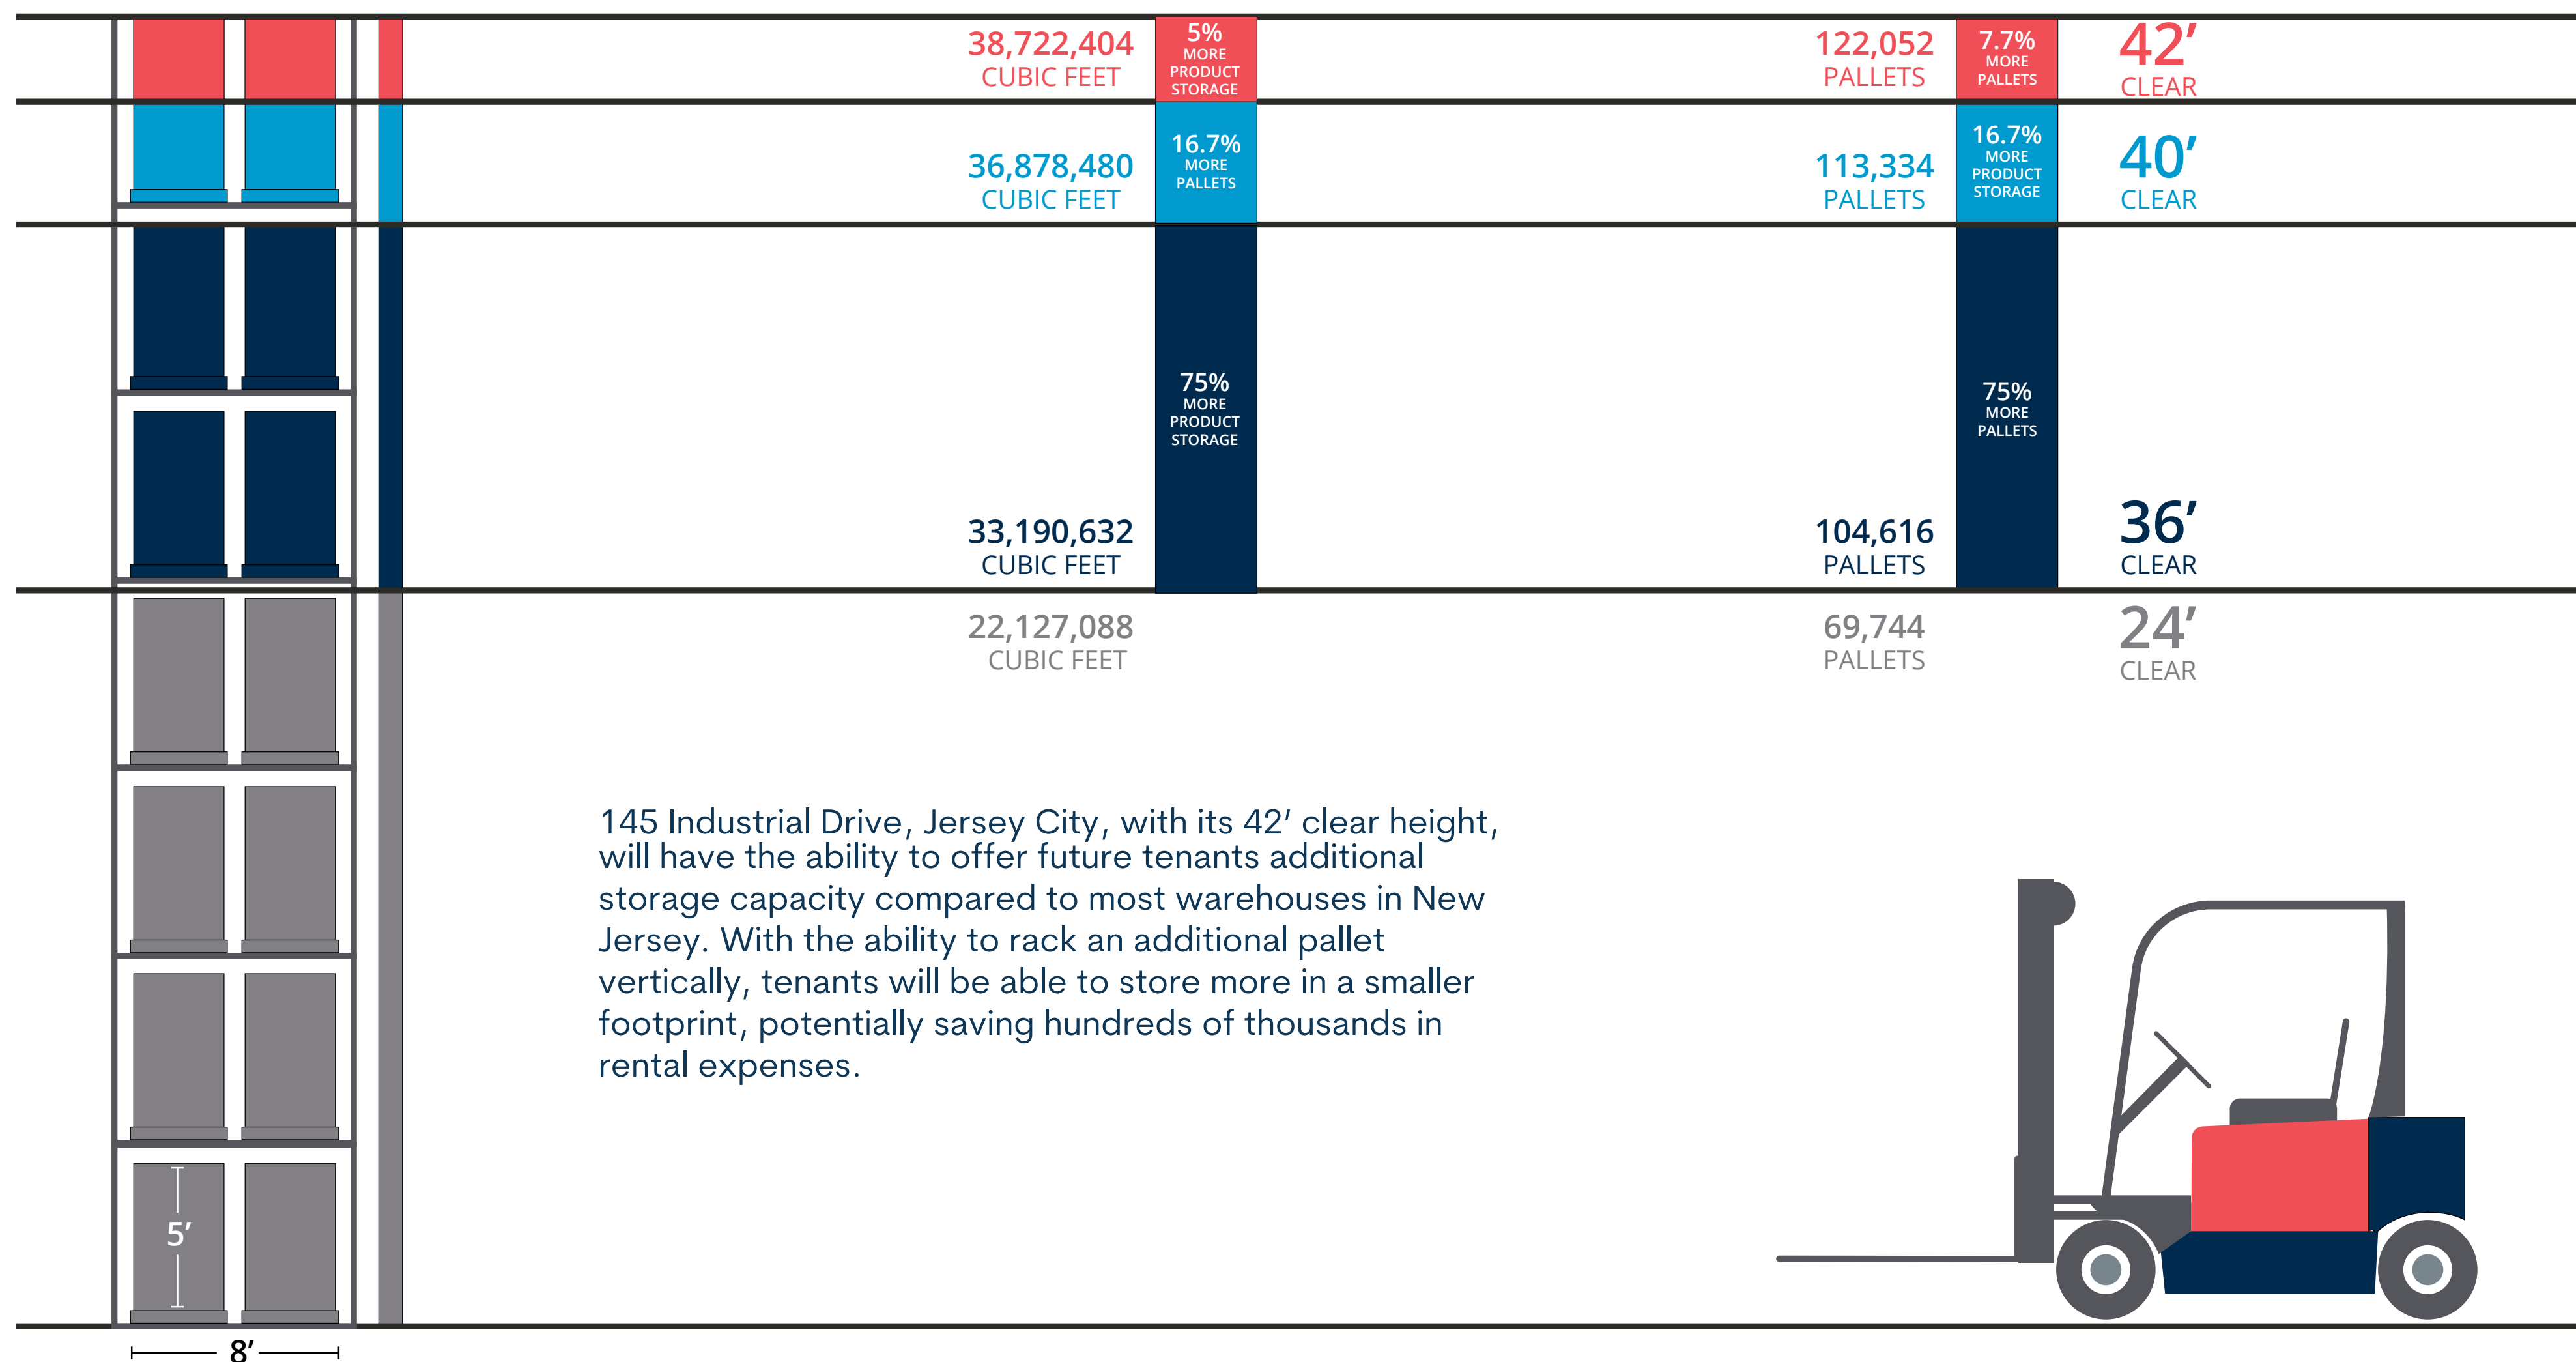 38,722,404
CUBIC FEET
5%
MORE
PRODUCT
STORAGE
122,052
PALLETS
7.7%
MORE
PALLETS
42’
CLEAR
36,878,480
CUBIC FEET
16.7%
MORE
PALLETS
113,334
PALLETS
16.7%
MORE
PRODUCT
STORAGE
40’
CLEAR
33,190,632
CUBIC FEET
75%
MORE
PRODUCT
STORAGE
104,616
PALLETS
75%
MORE
PALLETS
36’
CLEAR
22,127,088
CUBIC FEET
69,744
PALLETS
24’
CLEAR
145 Industrial Drive, Jersey City, with its 42’ clear height,
will have the ability to offer future tenants additional
storage capacity compared to most warehouses in New
Jersey. With the ability to rack an additional pallet
vertically, tenants will be able to store more in a smaller
footprint, potentially saving hundreds of thousands in
rental expenses.
5’
8’